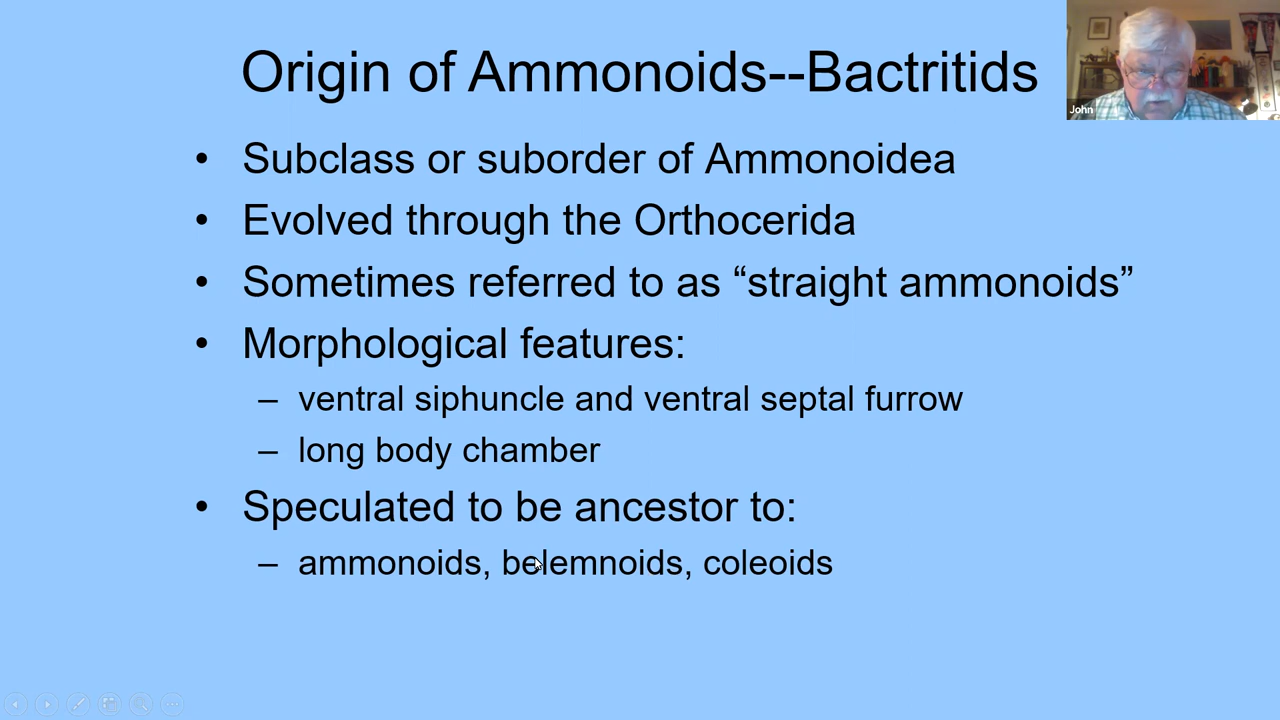 Origin of Ammonoids--Bactritids
John
• Subclass or suborder of Ammonoidea
• Evolved through the Orthocerida
• Sometimes referred to as “straight ammonoids”
• Morphological features:
– ventral siphuncle and ventral septal furrow
– long body chamber
• Speculated to be ancestor to:
– ammonoids, belemnoids, coleoids